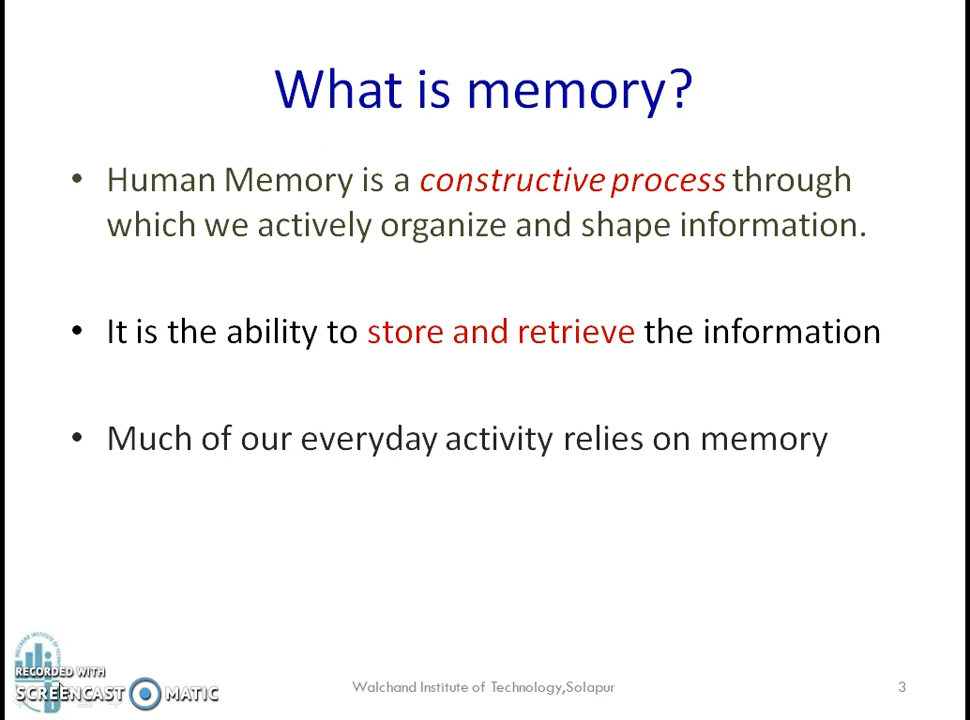 What is memory?
• Human Memory is a constructive process through
which we actively organize and shape information.
• It is the ability to store and retrieve the information
• Much of our everyday activity relies on memory
RECORDED WITH
SCREENCAST MATIC
Walchand Institute of Technology,Solapur
3